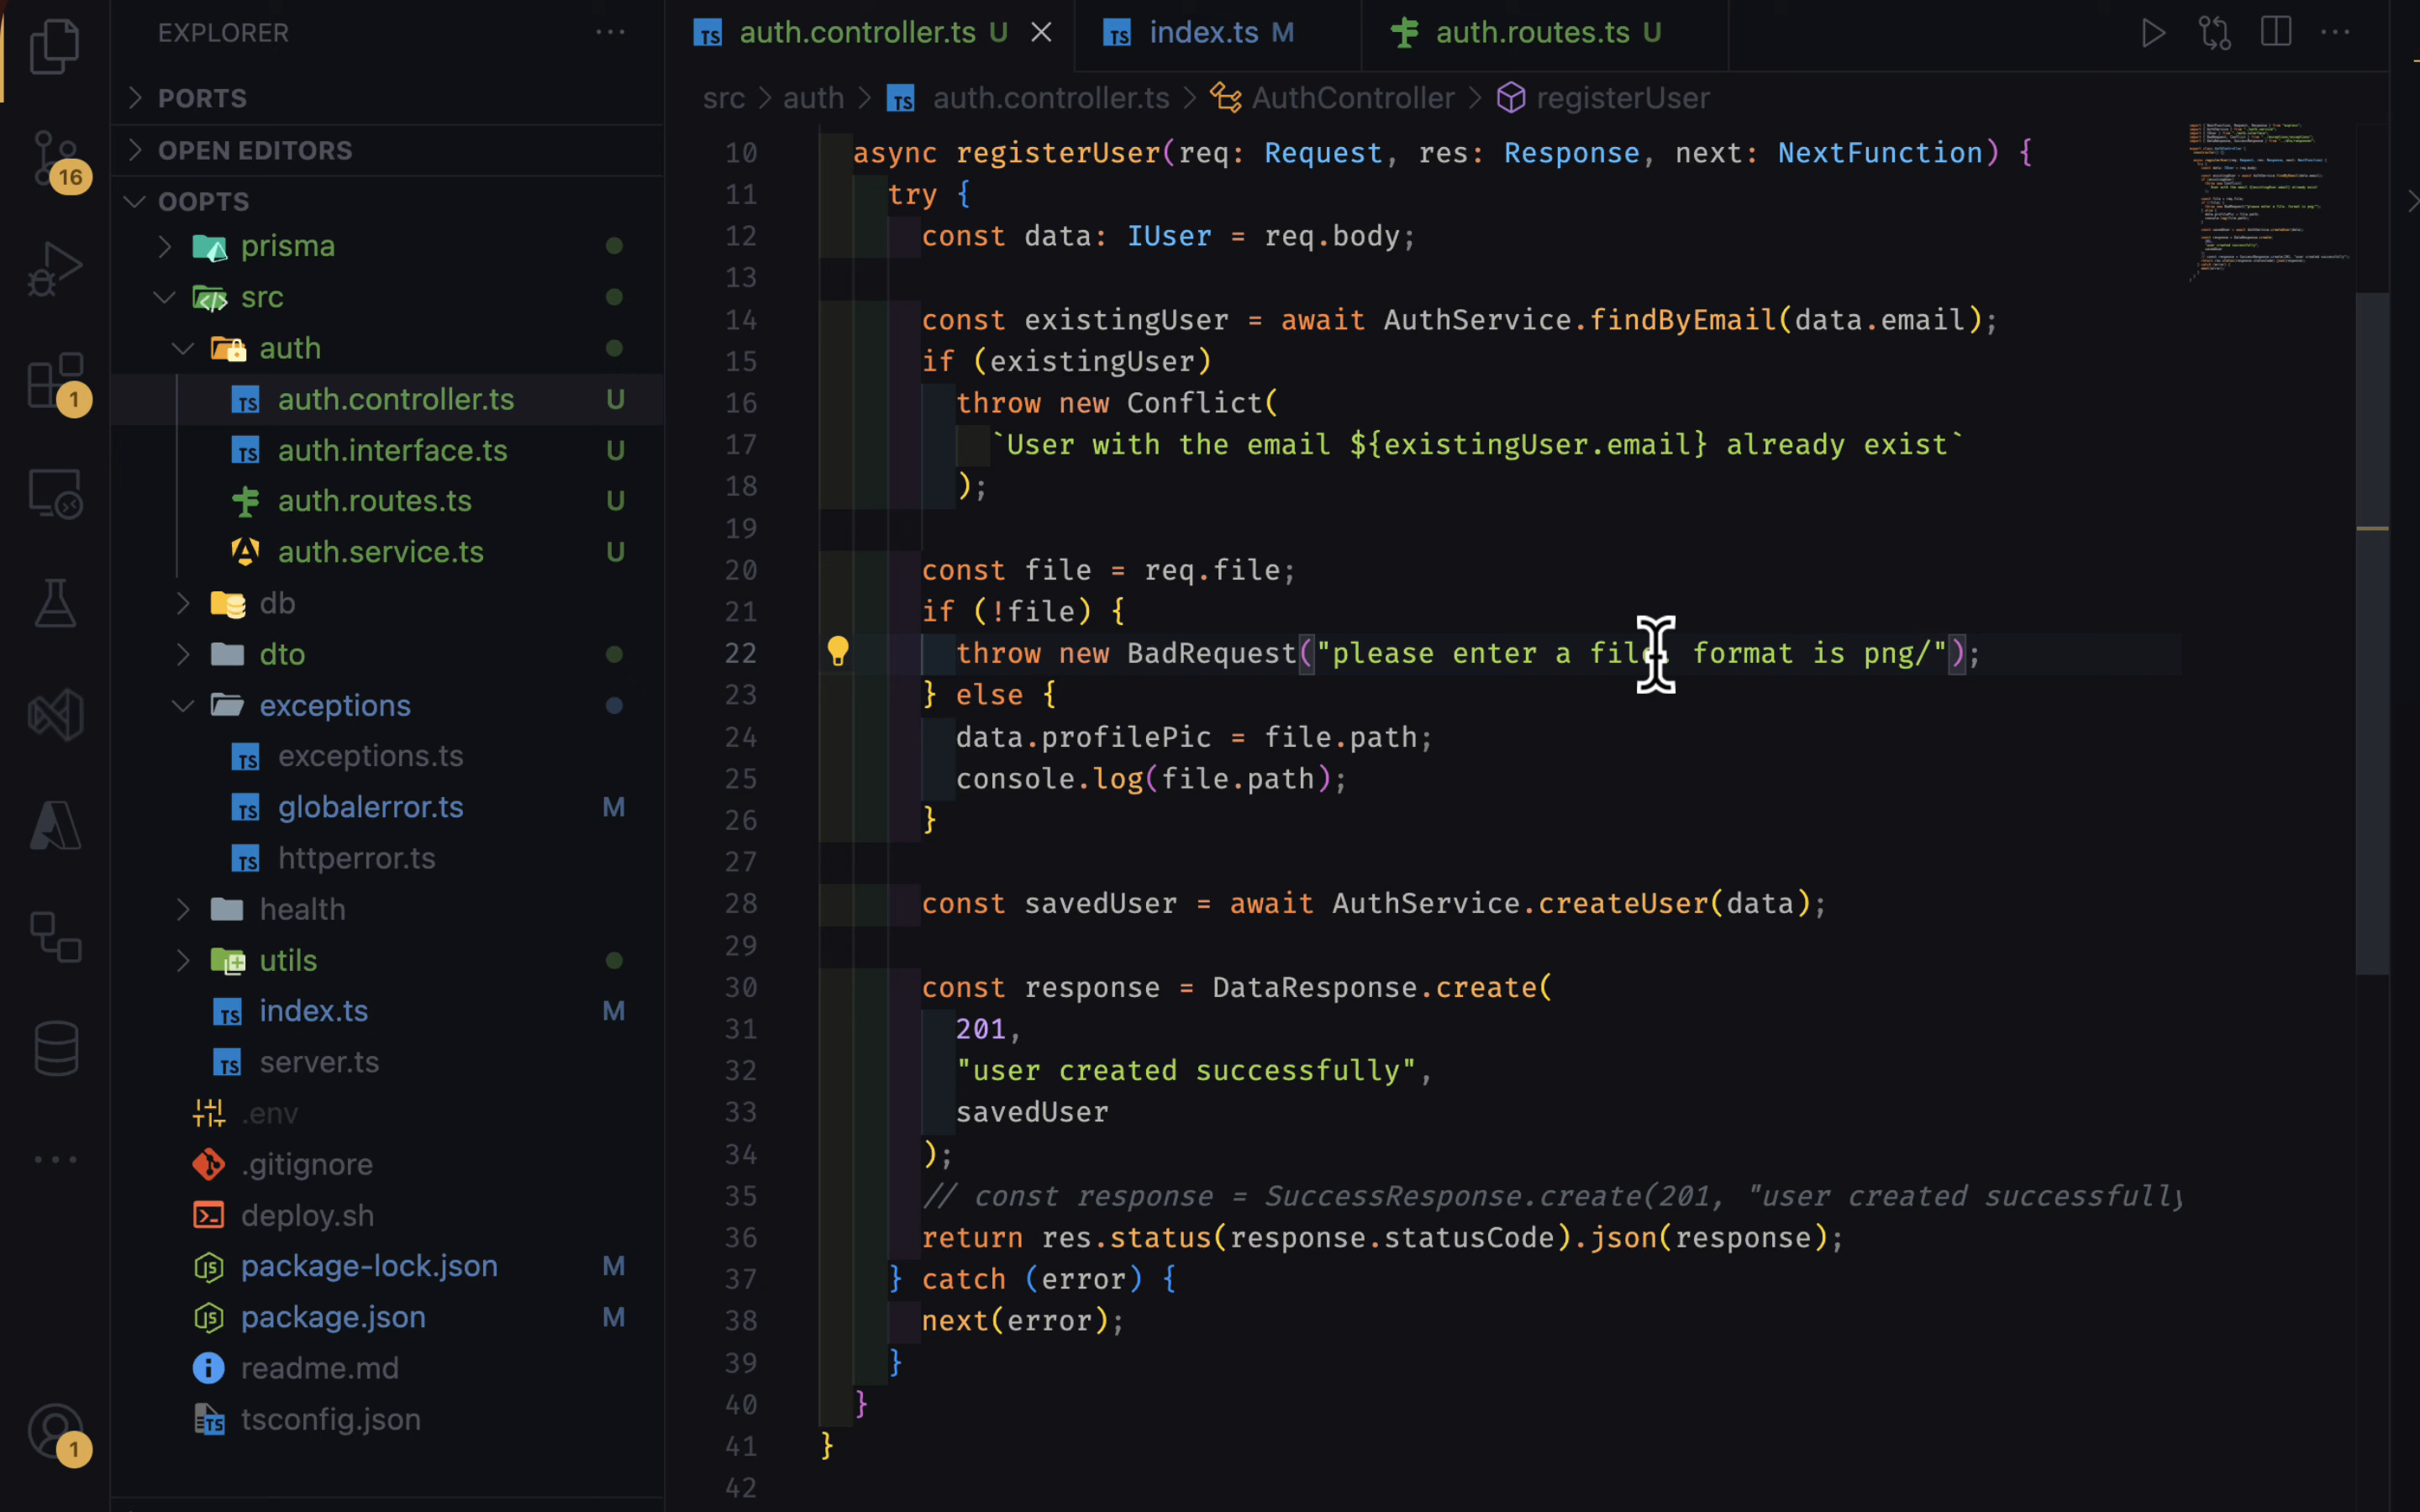 EXPLORER
PORTS
OPEN EDITORS
OOPTS
prisma
src
auth
auth.controller.ts U
auth.interface.ts U
auth.routes.ts U
auth.service.ts U
db
dto
exceptions
exceptions.ts
globalerror.ts M
httperror.ts
health
utils
index.ts M
server.ts
.env
.gitignore
deploy.sh
package-lock.json M
package.json M
readme.md
tsconfig.json
16
1
1
auth.controller.ts U
index.ts M
auth.routes.ts U
src > auth > auth.controller.ts > AuthController > registerUser
10 async registerUser(req: Request, res: Response, next: NextFunction) {
11 try {
12 const data: IUser = req.body;
13
14 const existingUser = await AuthService.findByEmail(data.email);
15 if (existingUser)
16 throw new Conflict(
17 `User with the email ${existingUser.email} already exist`
18 );
19
20 const file = req.file;
21 if (!file) {
22 throw new BadRequest("please enter a format is png/");
23 } else {
24 data.profilePic = file.path;
25 console.log(file.path);
26 }
27
28 const savedUser = await AuthService.createUser(data);
29
30 const response = DataResponse.create(
31 201,
32 "user created successfully",
33 savedUser
34 );
35 // const response = SuccessResponse.create(201, "user created successfully
36 return res.status(response.statusCode).json(response);
37 } catch (error) {
38 next(error);
39 }
40 }
41 }
42